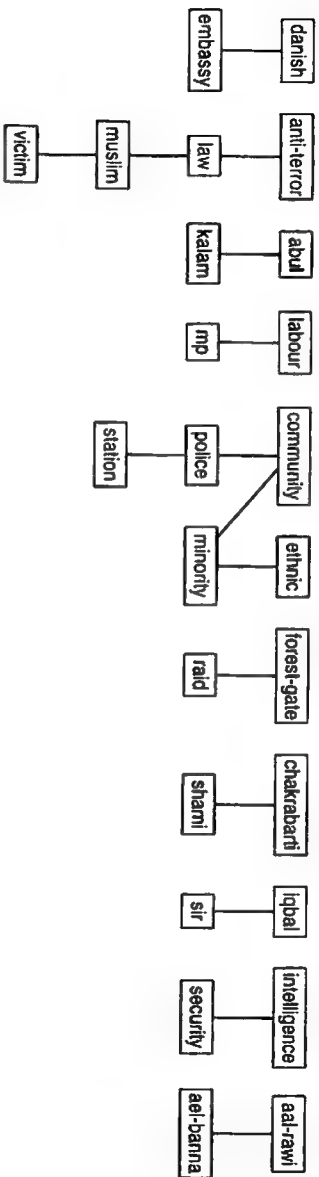 danish
embassy
anti-terror
law
muslim
victim
abul
kalam
labour
mp
community
police
station
ethnic
minority
forest-gate
raid
chakrabarti
shami
iqbal
sir
intelligence
security
aal-rawi
ael-banna